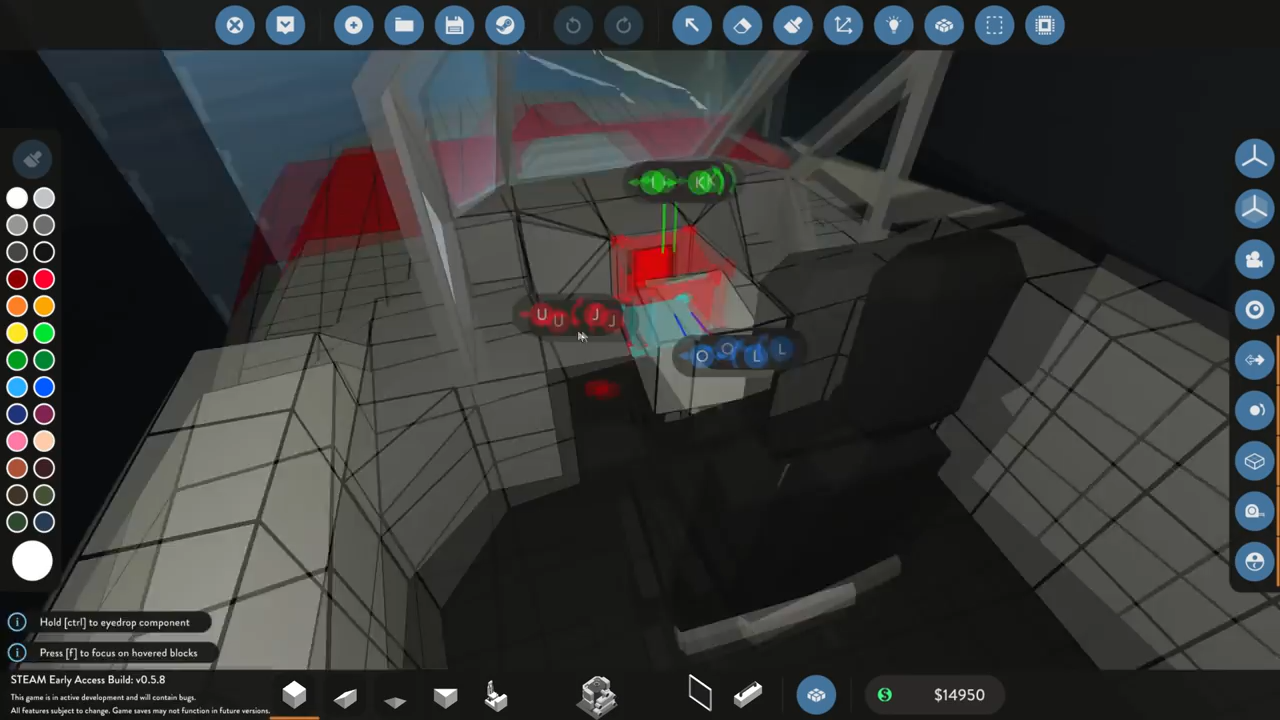 I K K
U U J J
O O L L
Hold [ctrl] to eyedrop component
Press [f] to focus on hovered blocks
STEAM Early Access Build: v0.5.8
This game is in active development and will contain bugs.
All features subject to change. Game saves may not function in future versions.
$ $14950